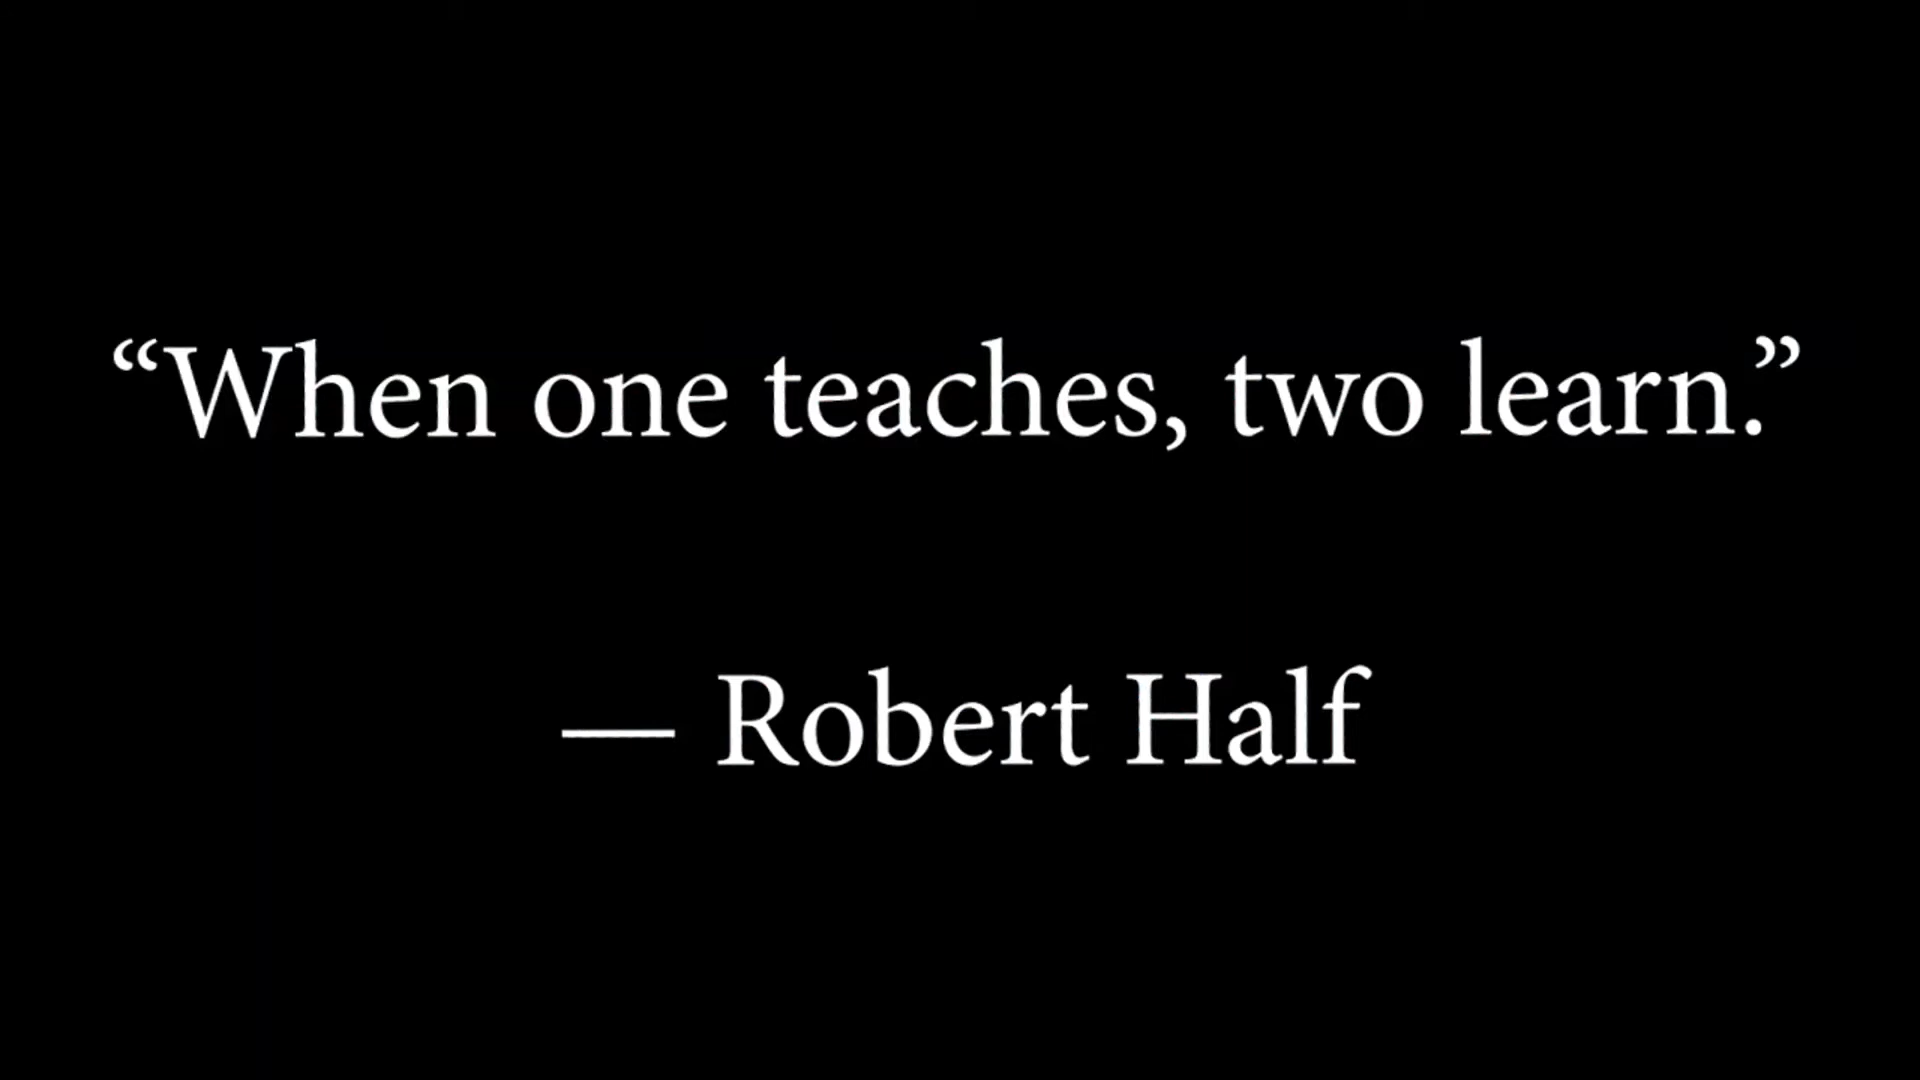 “When one teaches, two learn.”
— Robert Half